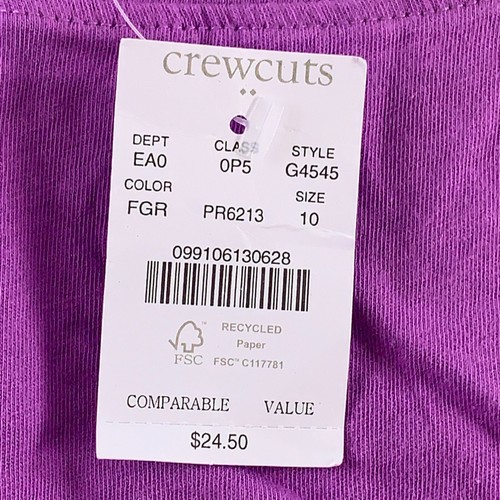 crewcuts
DEPT CLASS STYLE
EA0 0P5 G4545
COLOR SIZE
FGR PR6213 10
099106130628
RECYCLED
Paper
FSC™ FSC™ C117781
COMPARABLE VALUE
$24.50